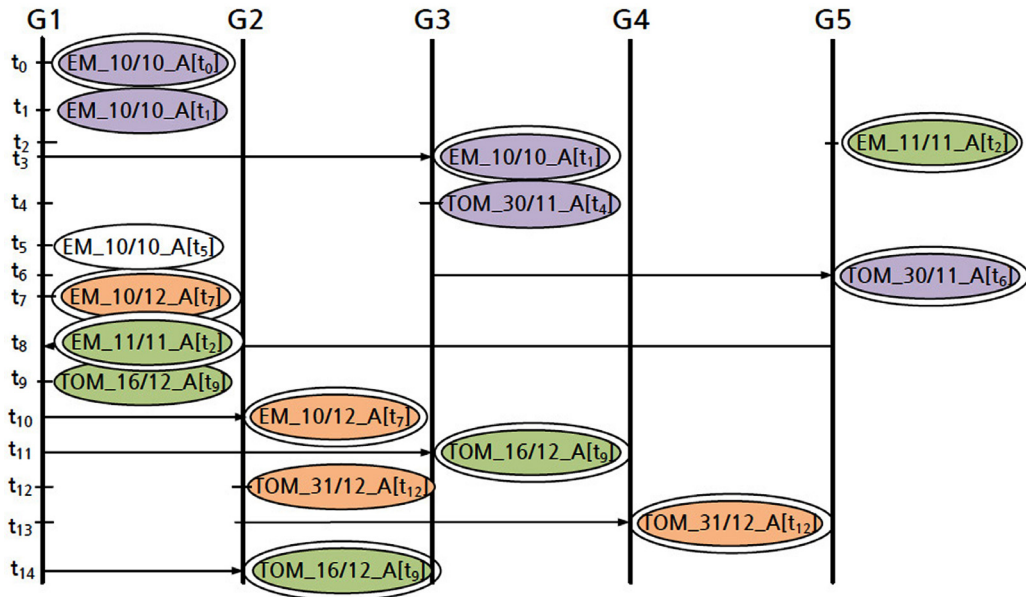 G1 G2 G3 G4 G5
t0 EM_10/10_A[t0]
t1 EM_10/10_A[t1]
t2 EM_11/11_A[t2]
t3 EM_10/10_A[t1]
t4 TOM_30/11_A[t4]
t5 EM_10/10_A[t5]
t6 TOM_30/11_A[t6]
t7 EM_10/12_A[t7]
t8 EM_11/11_A[t2]
t9 TOM_16/12_A[t9]
t10 EM_10/12_A[t7]
t11 TOM_16/12_A[t9]
t12 TOM_31/12_A[t12]
t13 TOM_31/12_A[t12]
t14 TOM_16/12_A[t9]